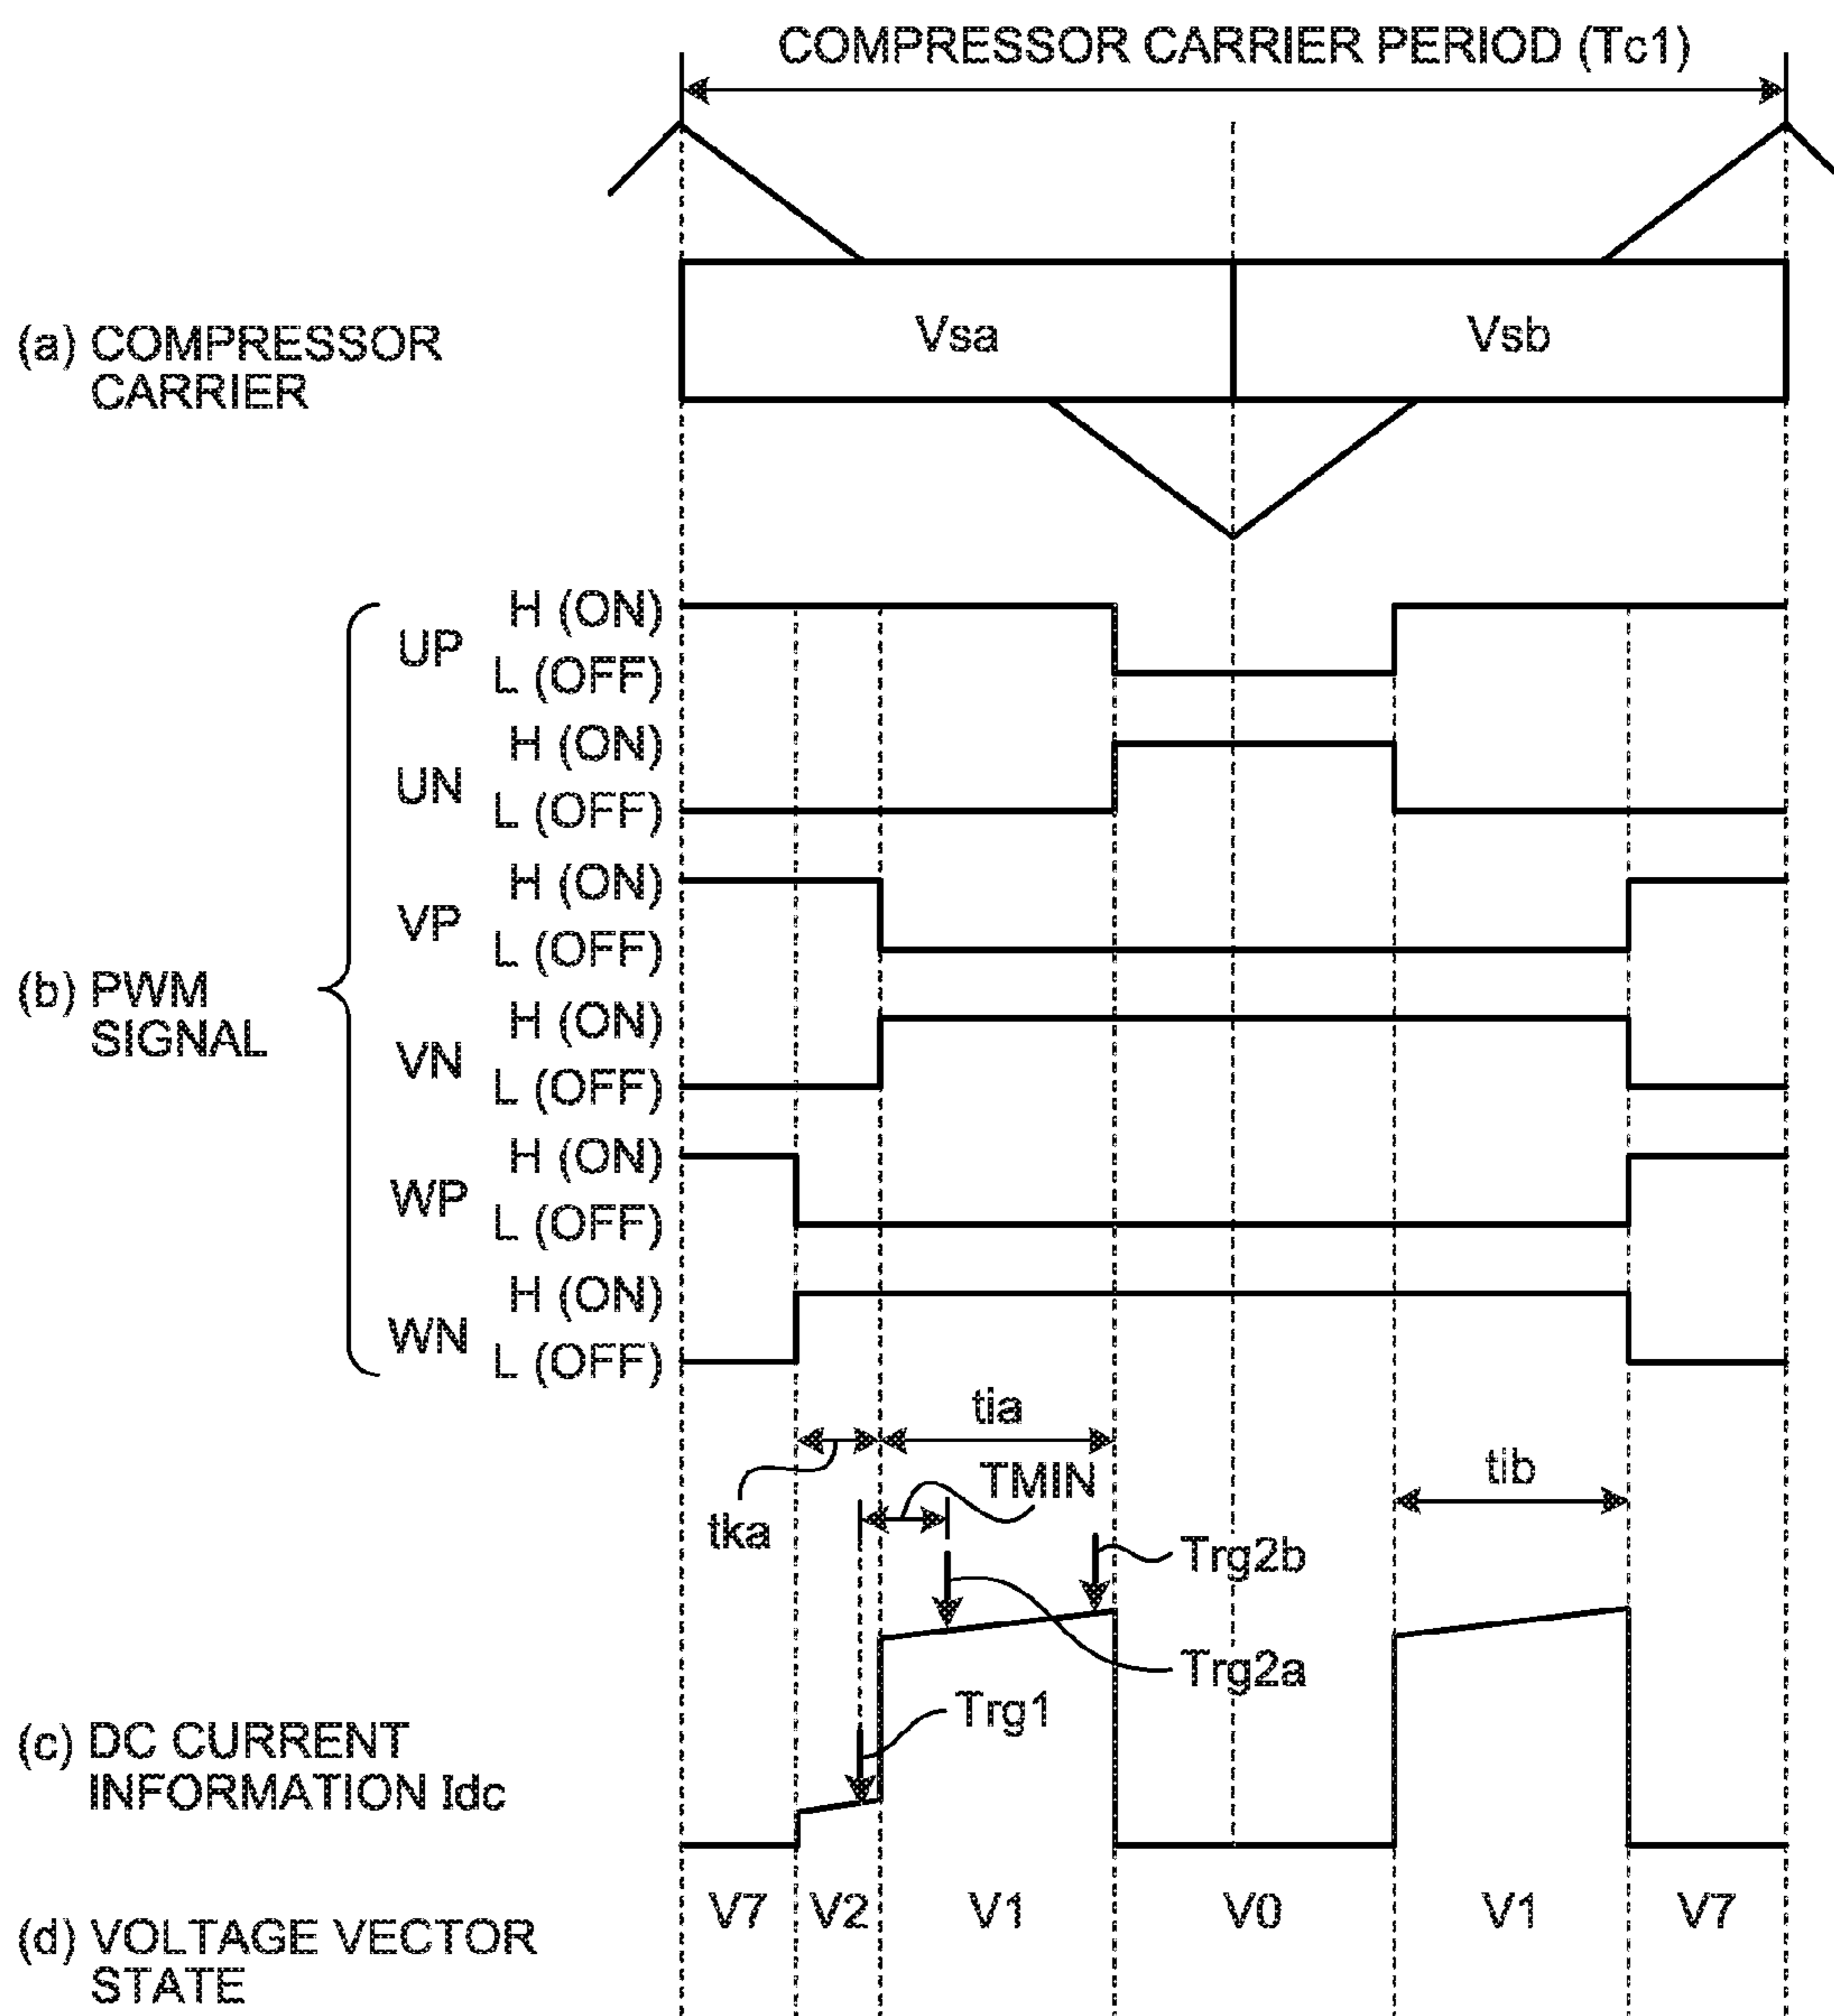 COMPRESSOR CARRIER PERIOD (Tc1)
Vsa
Vsb
(a) COMPRESSOR
CARRIER
(b) PWM
SIGNAL
UP
H (ON)
L (OFF)
UN
H (ON)
L (OFF)
VP
H (ON)
L (OFF)
VN
H (ON)
L (OFF)
WP
H (ON)
L (OFF)
WN
H (ON)
L (OFF)
tia
tka
TMIN
tib
Trg2b
Trg2a
Trg1
(c) DC CURRENT
INFORMATION Idc
V7 V2 V1 V0 V1 V7
(d) VOLTAGE VECTOR
STATE